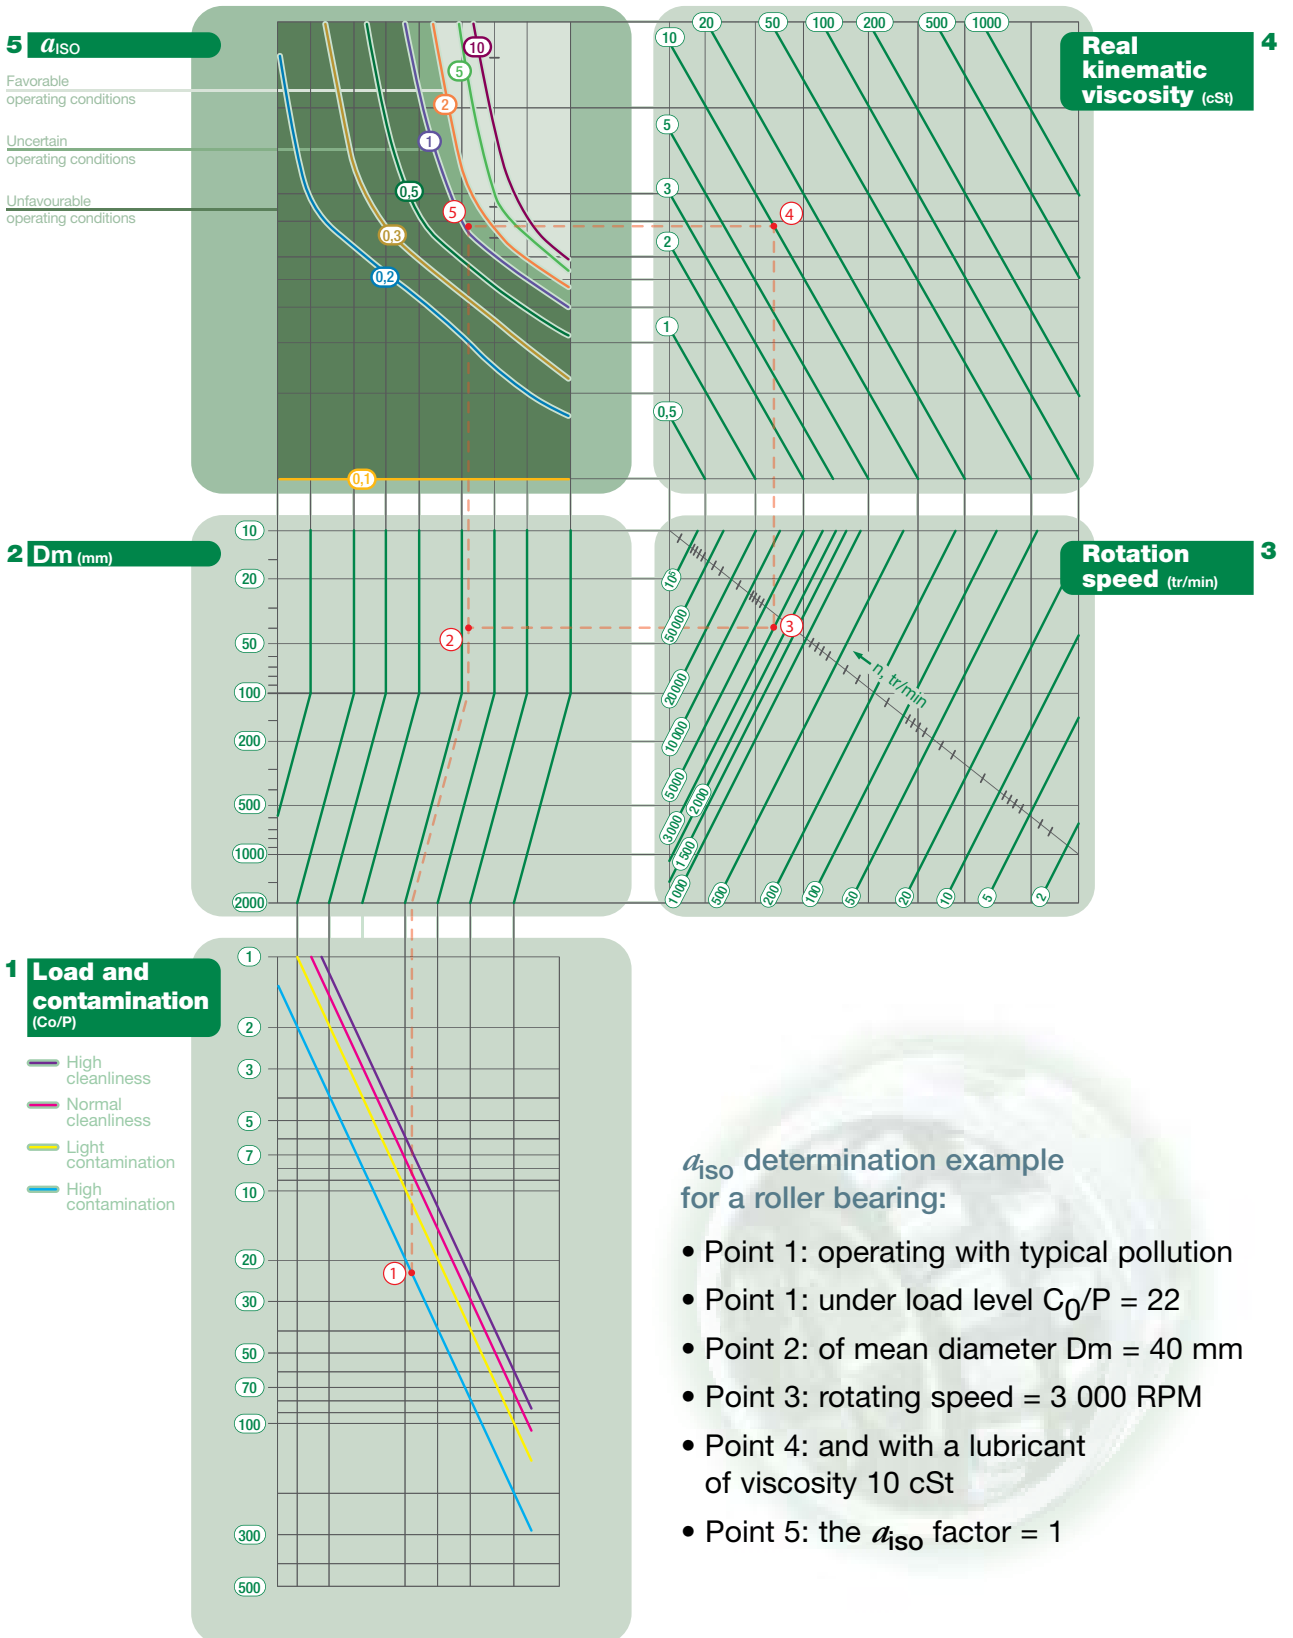 5 aISO
Favorable
operating conditions
Uncertain
operating conditions
Unfavourable
operating conditions
10
5
2
1
0,5
0,3
0,2
0,1
5
20
50
100
200
500
1000
10
5
3
2
1
0,5
4
Real
kinematic
viscosity (cSt)
4
2 Dm (mm)
10
20
50
100
200
500
1000
2000
2
Rotation
speed (tr/min)
3
10⁶
50000
20000
10000
5000
3000
2000
1500
1000
500
200
100
50
20
10
5
2
3
n, tr/min
1 Load and
contamination
(Co/P)
High
cleanliness
Normal
cleanliness
Light
contamination
High
contamination
1
2
3
5
7
10
20
30
50
70
100
300
500
1
aiso determination example
for a roller bearing:
• Point 1: operating with typical pollution
• Point 1: under load level C0/P = 22
• Point 2: of mean diameter Dm = 40 mm
• Point 3: rotating speed = 3 000 RPM
• Point 4: and with a lubricant
of viscosity 10 cSt
• Point 5: the aiso factor = 1